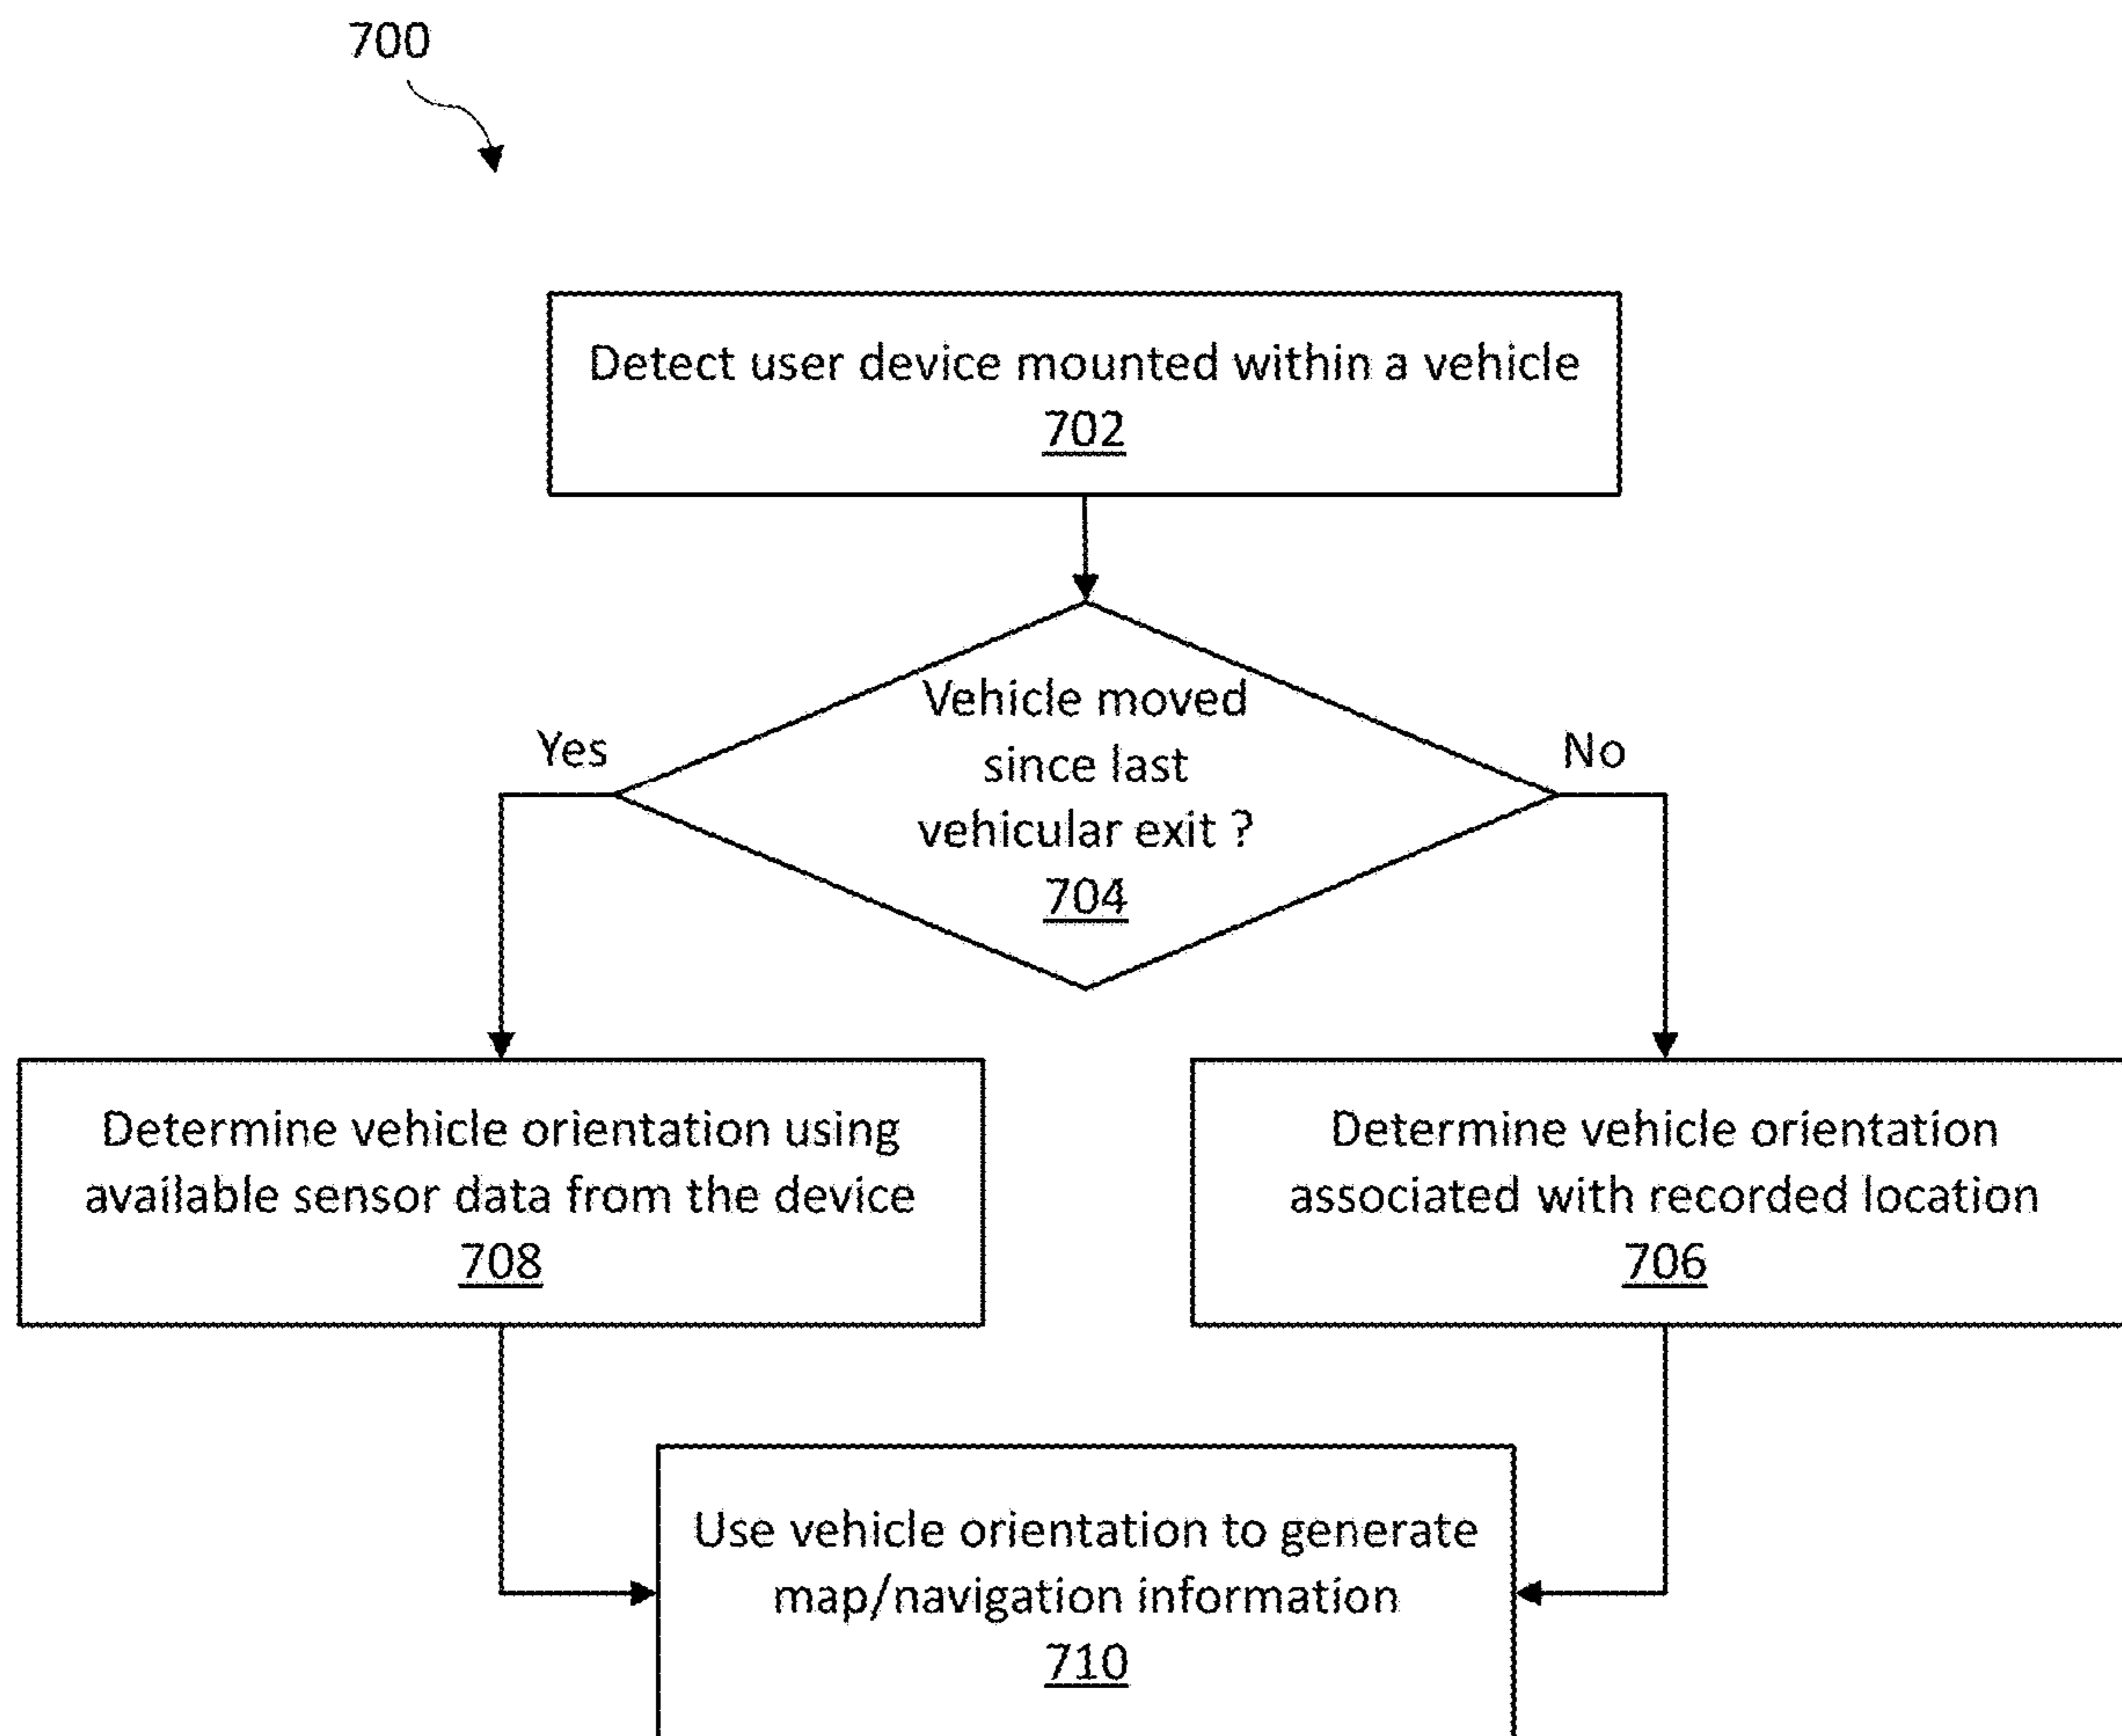 700
Detect user device mounted within a vehicle
702
Vehicle moved
since last
vehicular exit ?
704
Yes
No
Determine vehicle orientation using
available sensor data from the device
708
Determine vehicle orientation
associated with recorded location
706
Use vehicle orientation to generate
map/navigation information
710